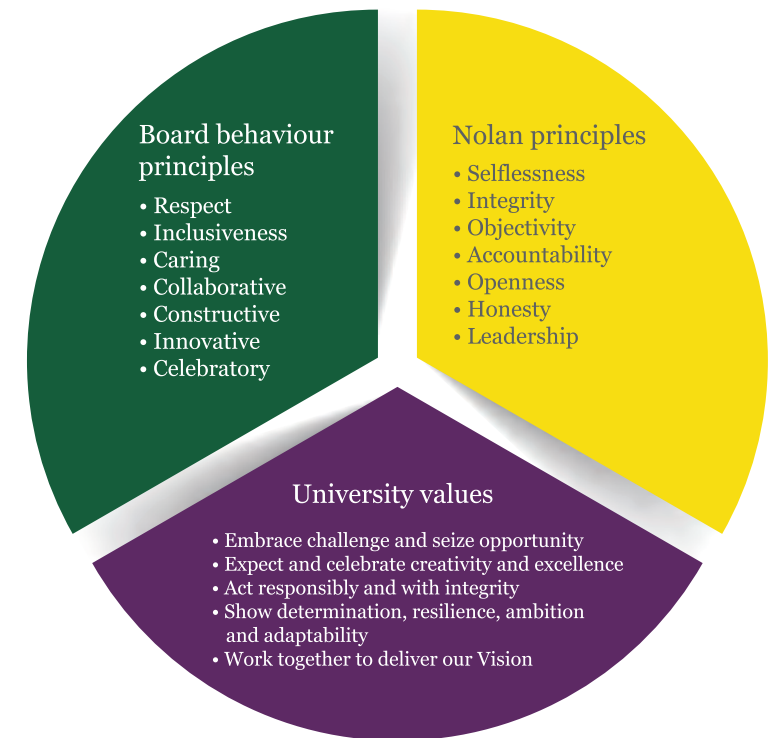 Board behaviour
principles
• Respect
• Inclusiveness
• Caring
• Collaborative
• Constructive
• Innovative
• Celebratory
Nolan principles
• Selflessness
• Integrity
• Objectivity
• Accountability
• Openness
• Honesty
• Leadership
University values
• Embrace challenge and seize opportunity
• Expect and celebrate creativity and excellence
• Act responsibly and with integrity
• Show determination, resilience, ambition
and adaptability
• Work together to deliver our Vision